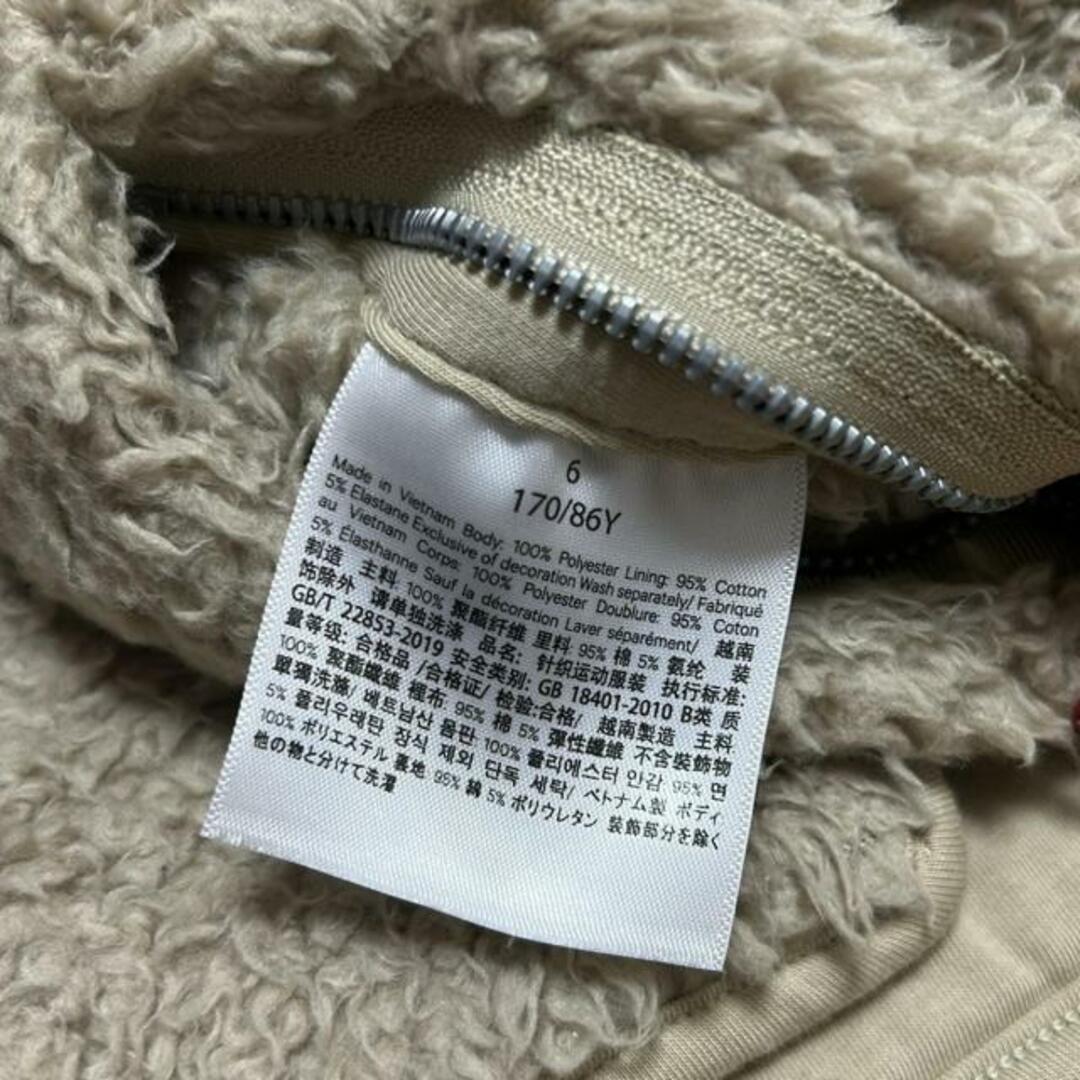 6
170/86Y
Made in Vietnam Body: 100% Polyester Lining: 95% Cotton
5% Elastane Exclusive of decoration Wash separately/ Fabriqué
au Vietnam Corps: 100% Polyester Doublure: 95% Coton
5% Élasthanne Sauf la décoration Laver séparément/ 越南
制造 主料 100% 聚酯纤维 里料 95% 棉 5% 氨纶 装
饰除外 请单独洗涤 品名: 针织运动服装 执行标准:
GB/T 22853-2019 安全类别: GB 18401-2010 B类 质
量等级: 合格品 /合格证/ 检验:合格/ 越南製造 主料
100% 聚酯纖維 裡布: 95% 棉 5% 彈性纖維 不含裝飾物
單獨洗滌/ 베트남산 몸판 100% 폴리에스터 안감 95% 면
5% 폴리우레탄 장식 제외 단독 세탁/ ベトナム製 ボディ
100% ポリエステル 裏地 95% 綿 5% ポリウレタン 装飾部分を除く
他の物と分けて洗濯